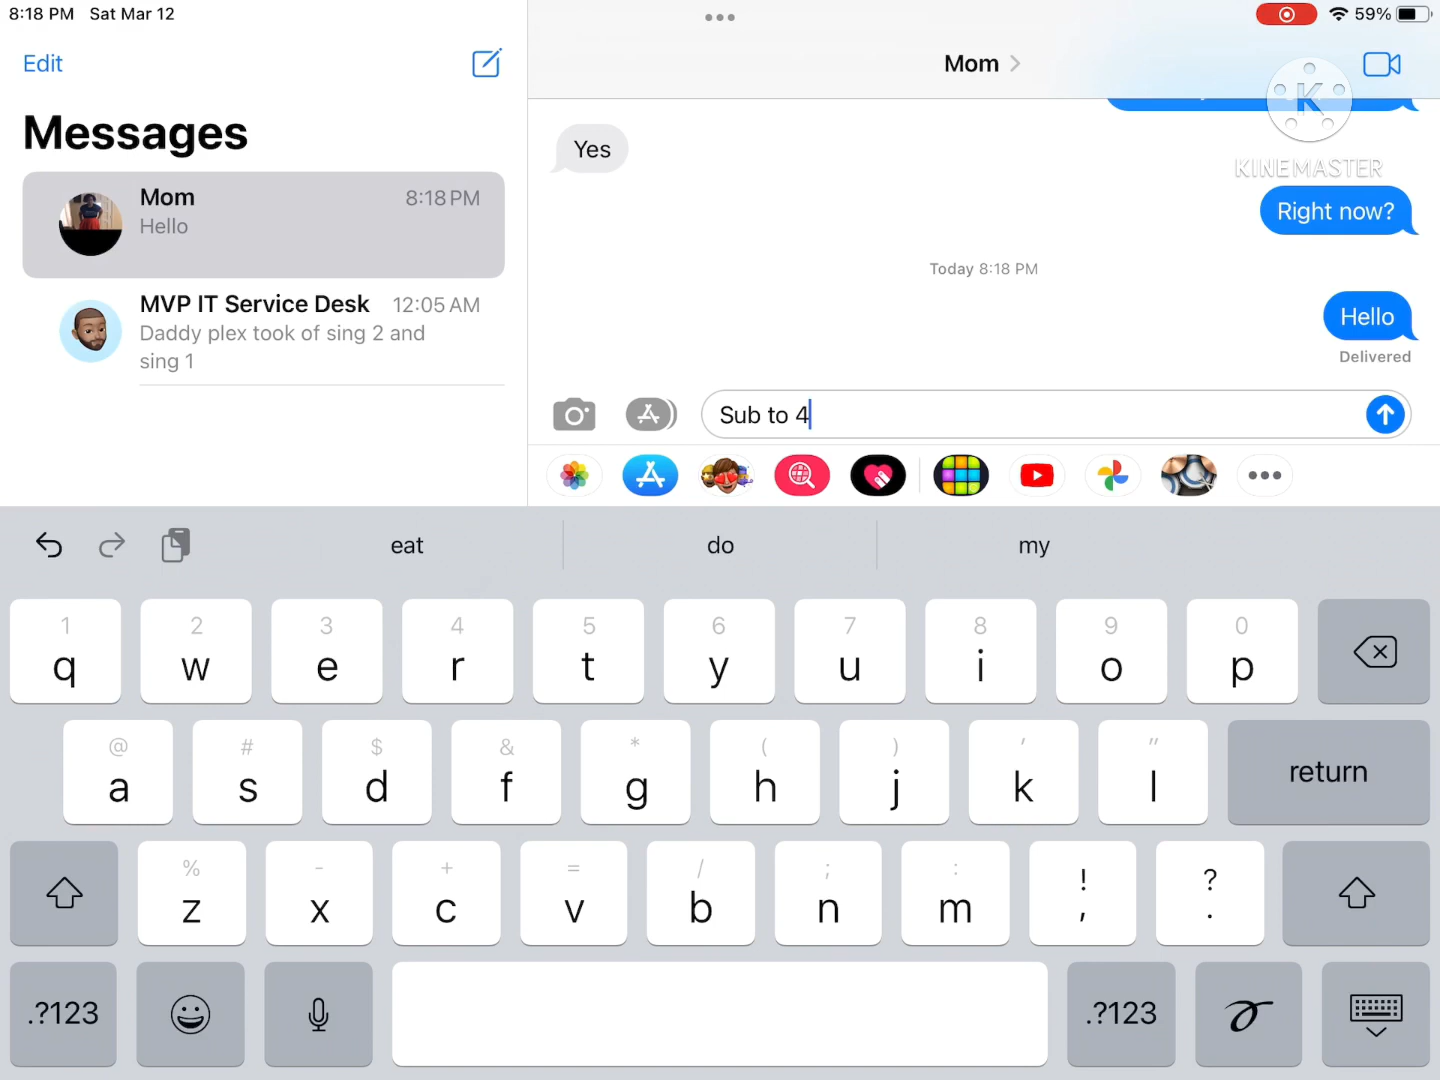 8:18 PM Sat Mar 12
59%
Edit
Messages
Mom 8:18 PM
Hello
MVP IT Service Desk 12:05 AM
Daddy plex took of sing 2 and
sing 1
Mom
K
KINEMASTER
Yes
Right now?
Today 8:18 PM
Hello
Delivered
Sub to 4
eat do my
1 2 3 4 5 6 7 8 9 0
q w e r t y u i o p
@ # $ & * ( ) ' "
a s d f g h j k l return
% - + = / ; : ! ?
z x c v b n m , .
.?123 .?123